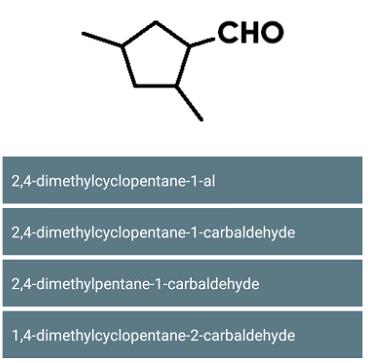 CHO
2,4-dimethylcyclopentane-1-al
2,4-dimethylcyclopentane-1-carbaldehyde
2,4-dimethylpentane-1-carbaldehyde
1,4-dimethylcyclopentane-2-carbaldehyde